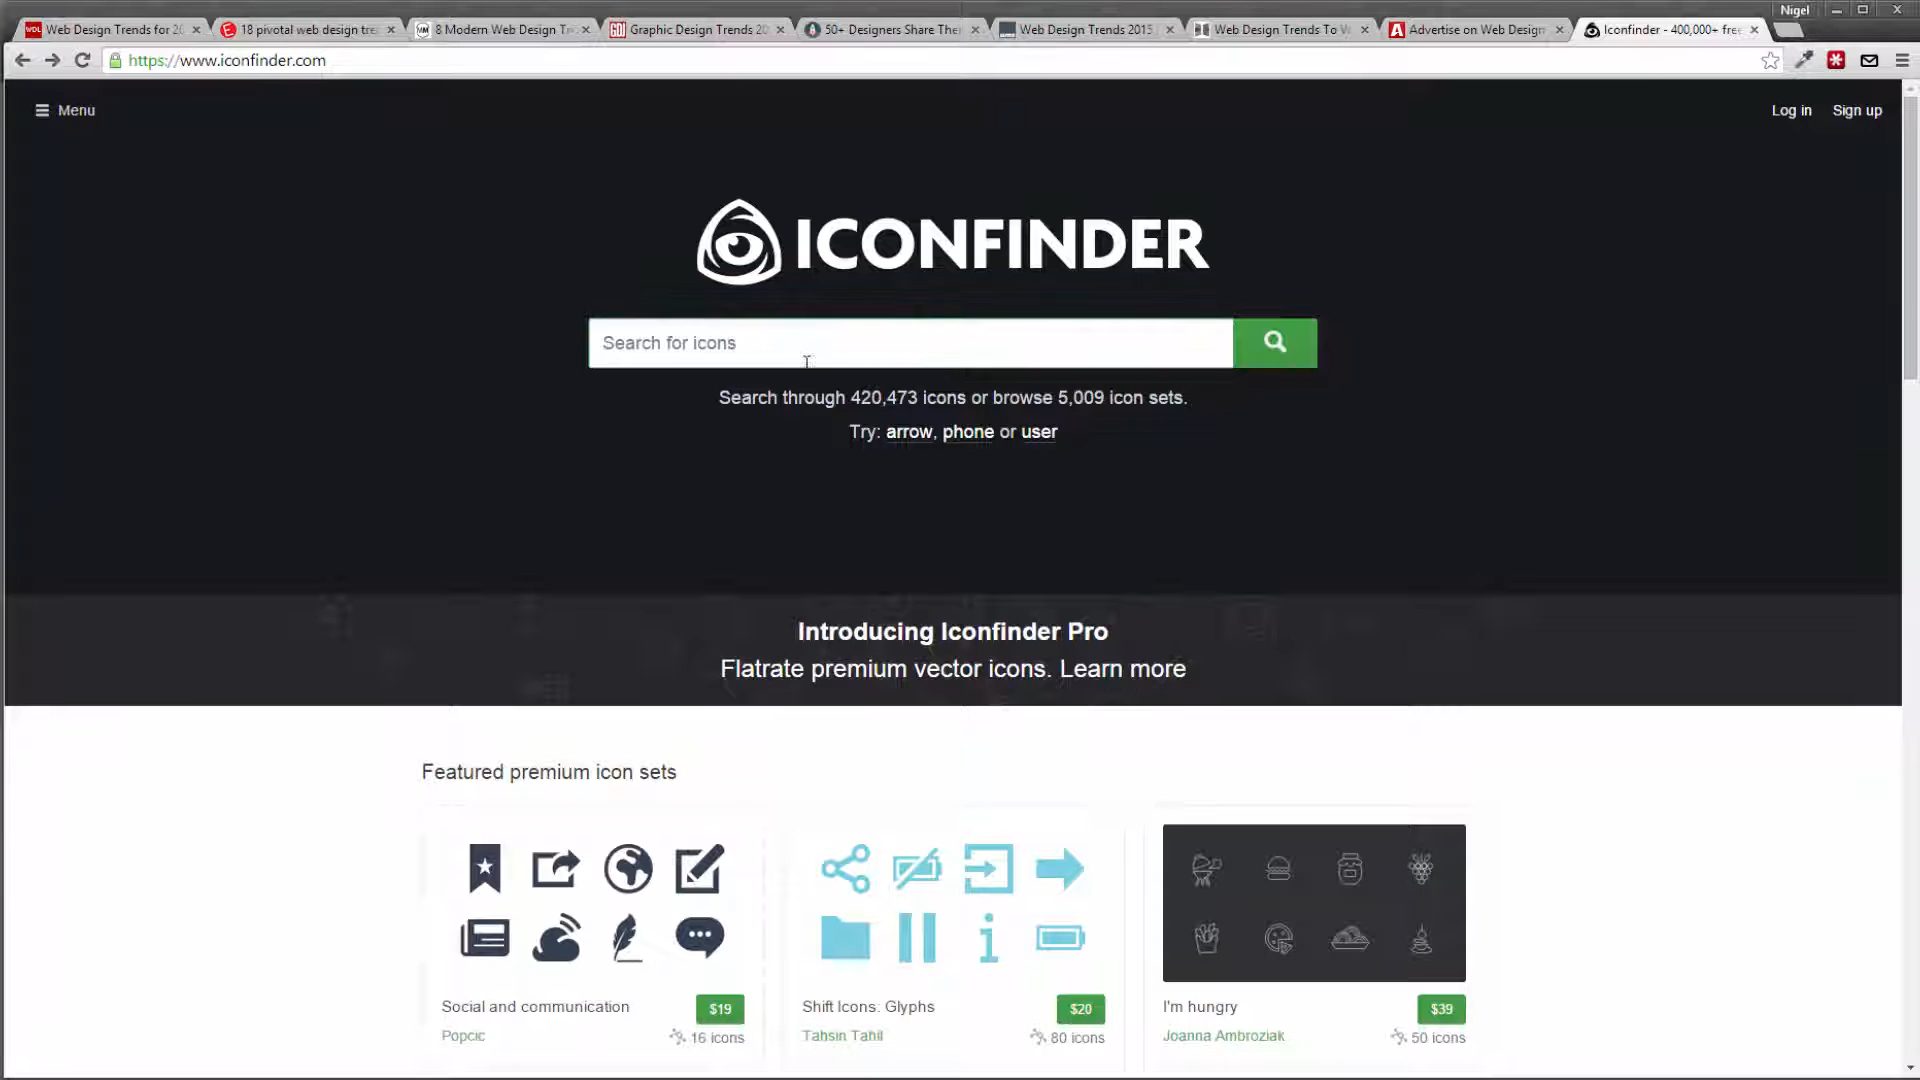 Nigel
WDL Web Design Trends for 20
18 pivotal web design tre
8 Modern Web Design Tr
GDJ Graphic Design Trends 20
50+ Designers Share Thei
Web Design Trends 2015
Web Design Trends To W
A Advertise on Web Design
Iconfinder - 400,000+ free
https://www.iconfinder.com
Menu
Log in
Sign up
ICONFINDER
Search for icons
Search through 420,473 icons or browse 5,009 icon sets.
Try: arrow, phone or user
Introducing Iconfinder Pro
Flatrate premium vector icons. Learn more
Featured premium icon sets
Social and communication
$19
Popcic
16 icons
Shift Icons: Glyphs
$20
Tahsin Tahil
80 icons
I'm hungry
$39
Joanna Ambroziak
50 icons